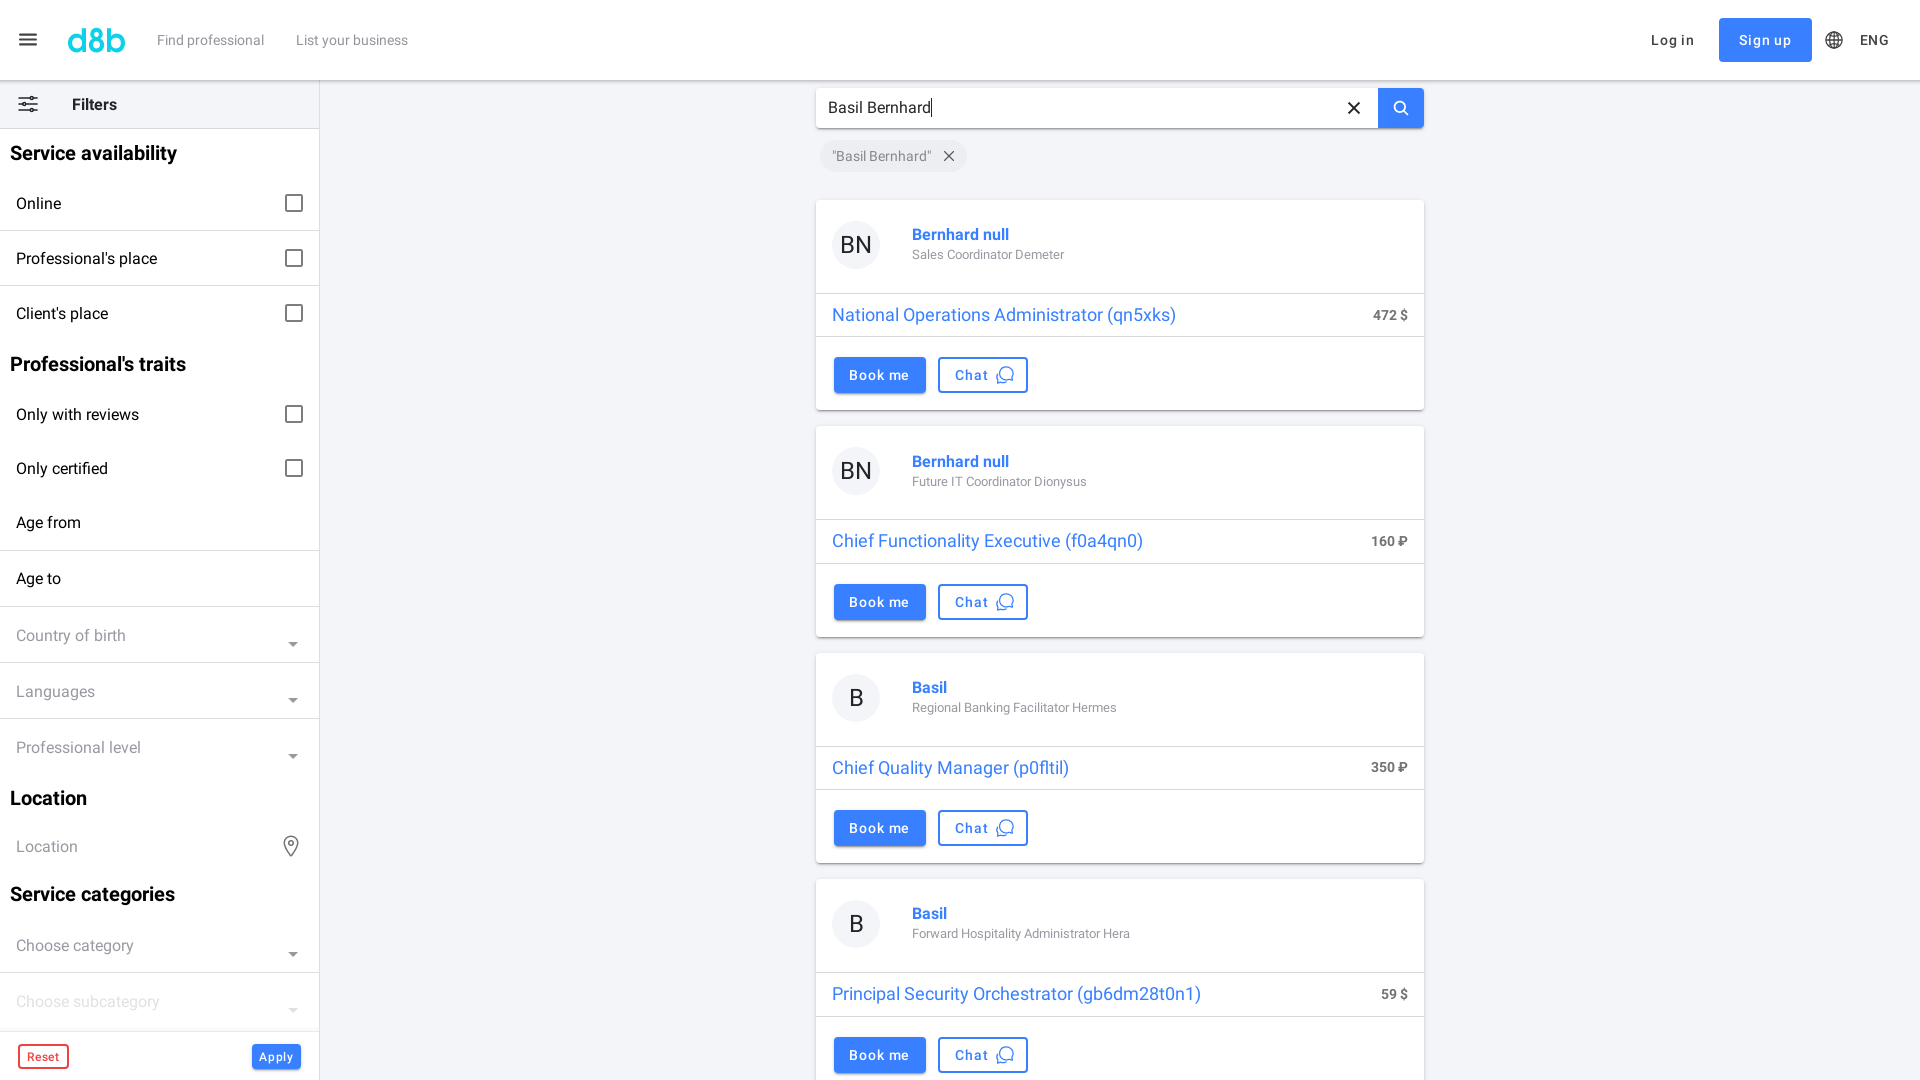 d8b
Find professional
List your business
Log in
Sign up
ENG
Filters
Service availability
Online
Professional's place
Client's place
Professional's traits
Only with reviews
Only certified
Age from
Age to
Country of birth
Languages
Professional level
Location
Location
Service categories
Choose category
Choose subcategory
Reset
Apply
Basil Bernhard
"Basil Bernhard"
BN
Bernhard null
Sales Coordinator Demeter
National Operations Administrator (qn5xks)
472 $
Book me
Chat
BN
Bernhard null
Future IT Coordinator Dionysus
Chief Functionality Executive (f0a4qn0)
160 ₽
Book me
Chat
B
Basil
Regional Banking Facilitator Hermes
Chief Quality Manager (p0fltil)
350 ₽
Book me
Chat
B
Basil
Forward Hospitality Administrator Hera
Principal Security Orchestrator (gb6dm28t0n1)
59 $
Book me
Chat